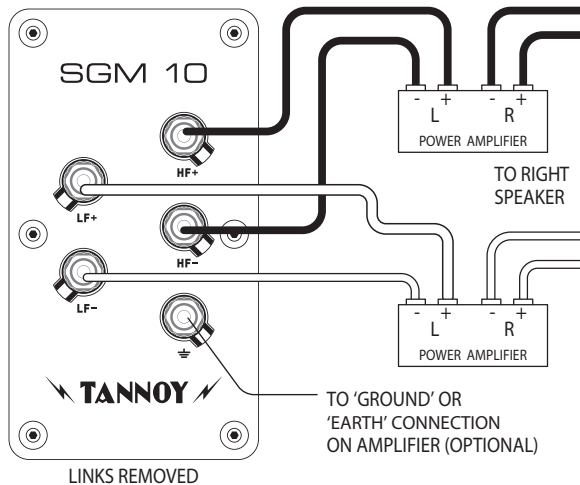 SGM 10
HF+
LF+
HF-
LF-
TANNOY
LINKS REMOVED
- + - +
L R
POWER AMPLIFIER
TO RIGHT
SPEAKER
- + - +
L R
POWER AMPLIFIER
TO ‘GROUND’ OR
‘EARTH’ CONNECTION
ON AMPLIFIER (OPTIONAL)